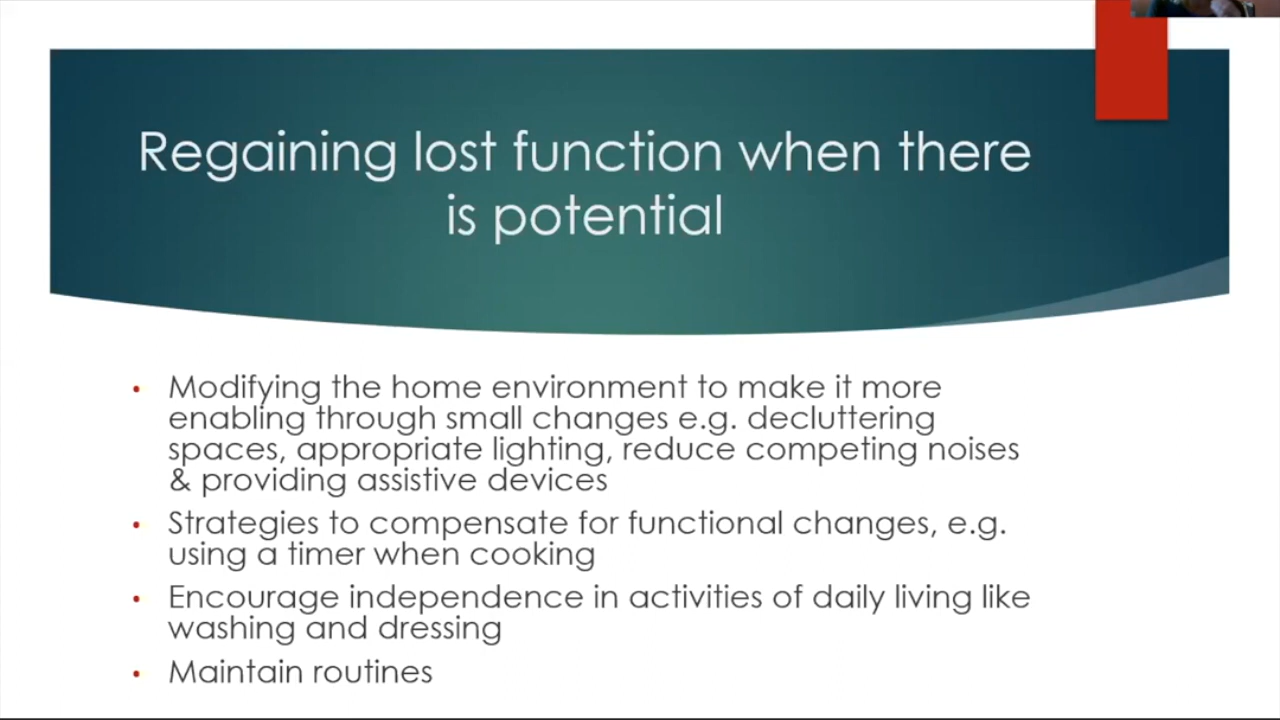 Regaining lost function when there
is potential
• Modifying the home environment to make it more
enabling through small changes e.g. decluttering
spaces, appropriate lighting, reduce competing noises
& providing assistive devices
• Strategies to compensate for functional changes, e.g.
using a timer when cooking
• Encourage independence in activities of daily living like
washing and dressing
• Maintain routines